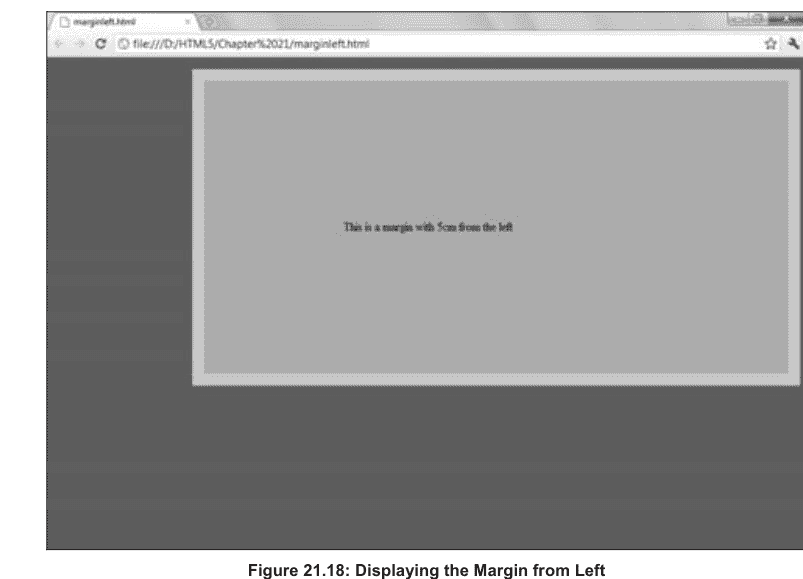 marginleft.html
file:///D:/HTML5/Chapter%2021/marginleft.html
This is a margin with 5cm from the left
Figure 21.18: Displaying the Margin from Left